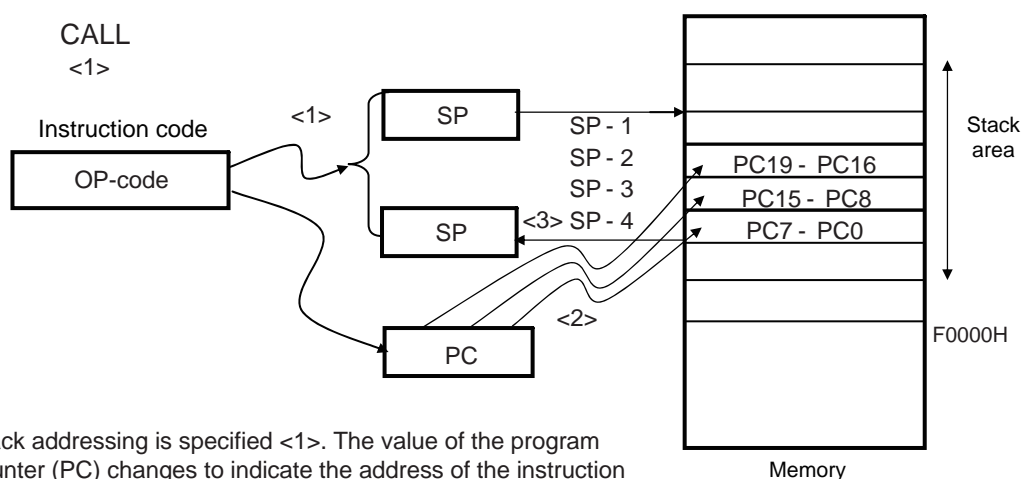 CALL
<1>
Instruction code
OP-code
<1>
SP
SP
SP - 1
SP - 2
SP - 3
<3> SP - 4
<2>
PC
PC19 - PC16
PC15 - PC8
PC7 - PC0
Stack
area
F0000H
Memory
addressing is specified <1>. The value of the program
(PC) changes to indicate the address of the instruction